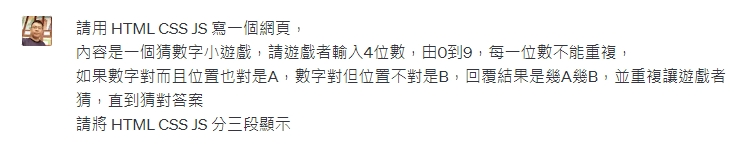 請用 HTML CSS JS 寫一個網頁，
內容是一個猜數字小遊戲，請遊戲者輸入4位數，由0到9，每一位數不能重複，
如果數字對而且位置也對是A，數字對但位置不對是B，回覆結果是幾A幾B，並重複讓遊戲者
猜，直到猜對答案
請將 HTML CSS JS 分三段顯示